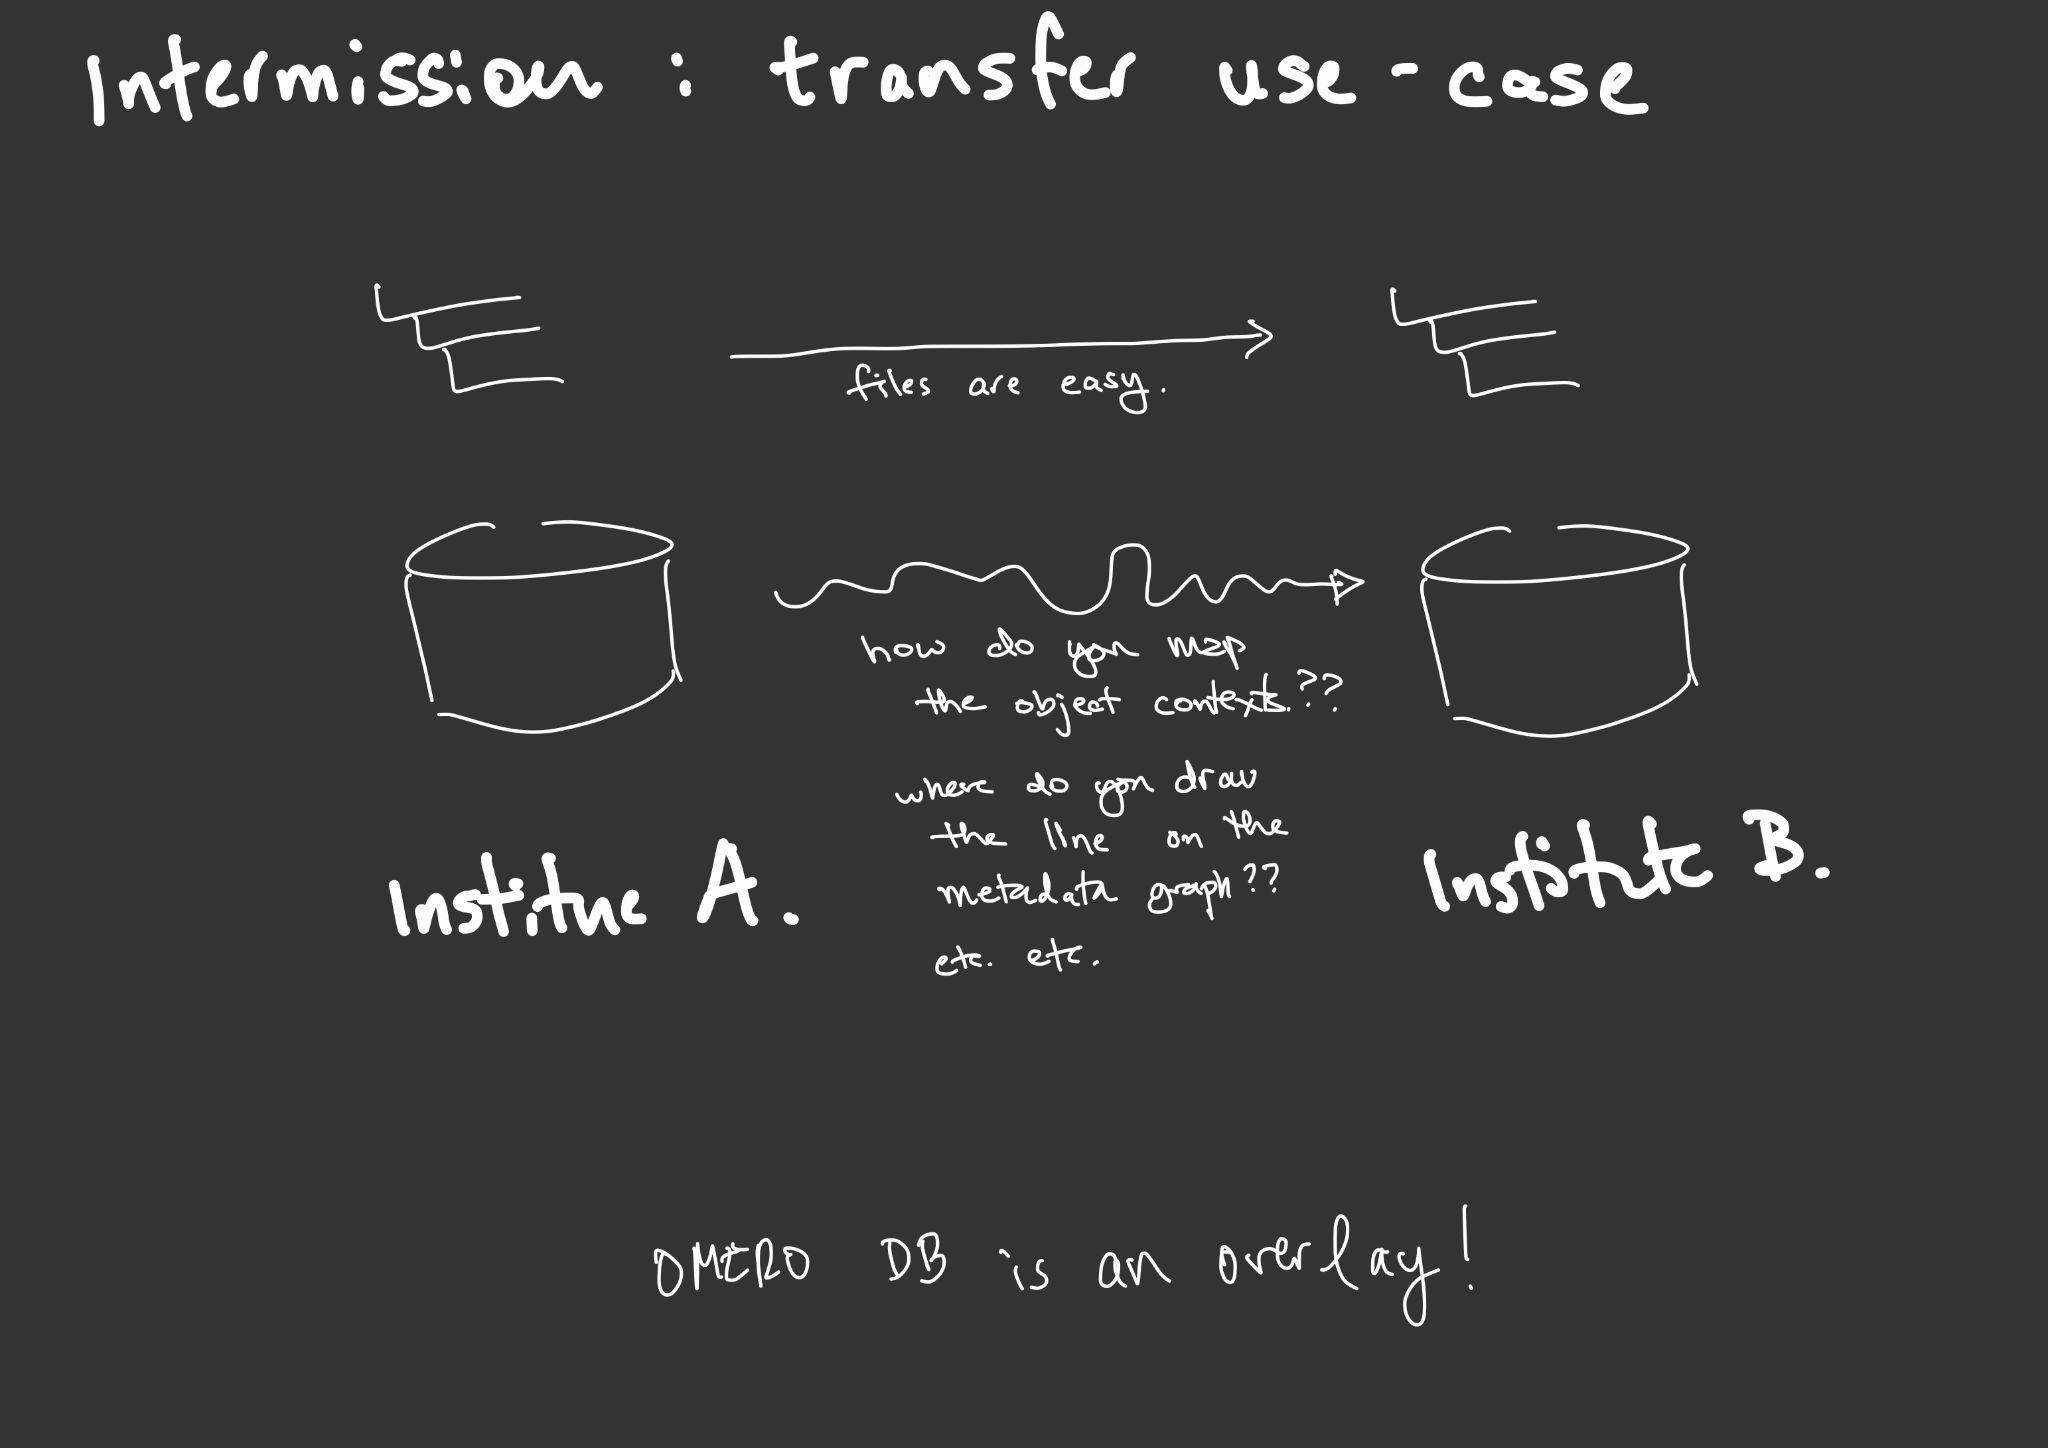 Intermission : transfer use-case
files are easy.
how do you map
the object contexts??
where do you draw
the line on the
metadata graph??
etc. etc.
Institue A.
Institute B.
OMERO DB is an overlay!